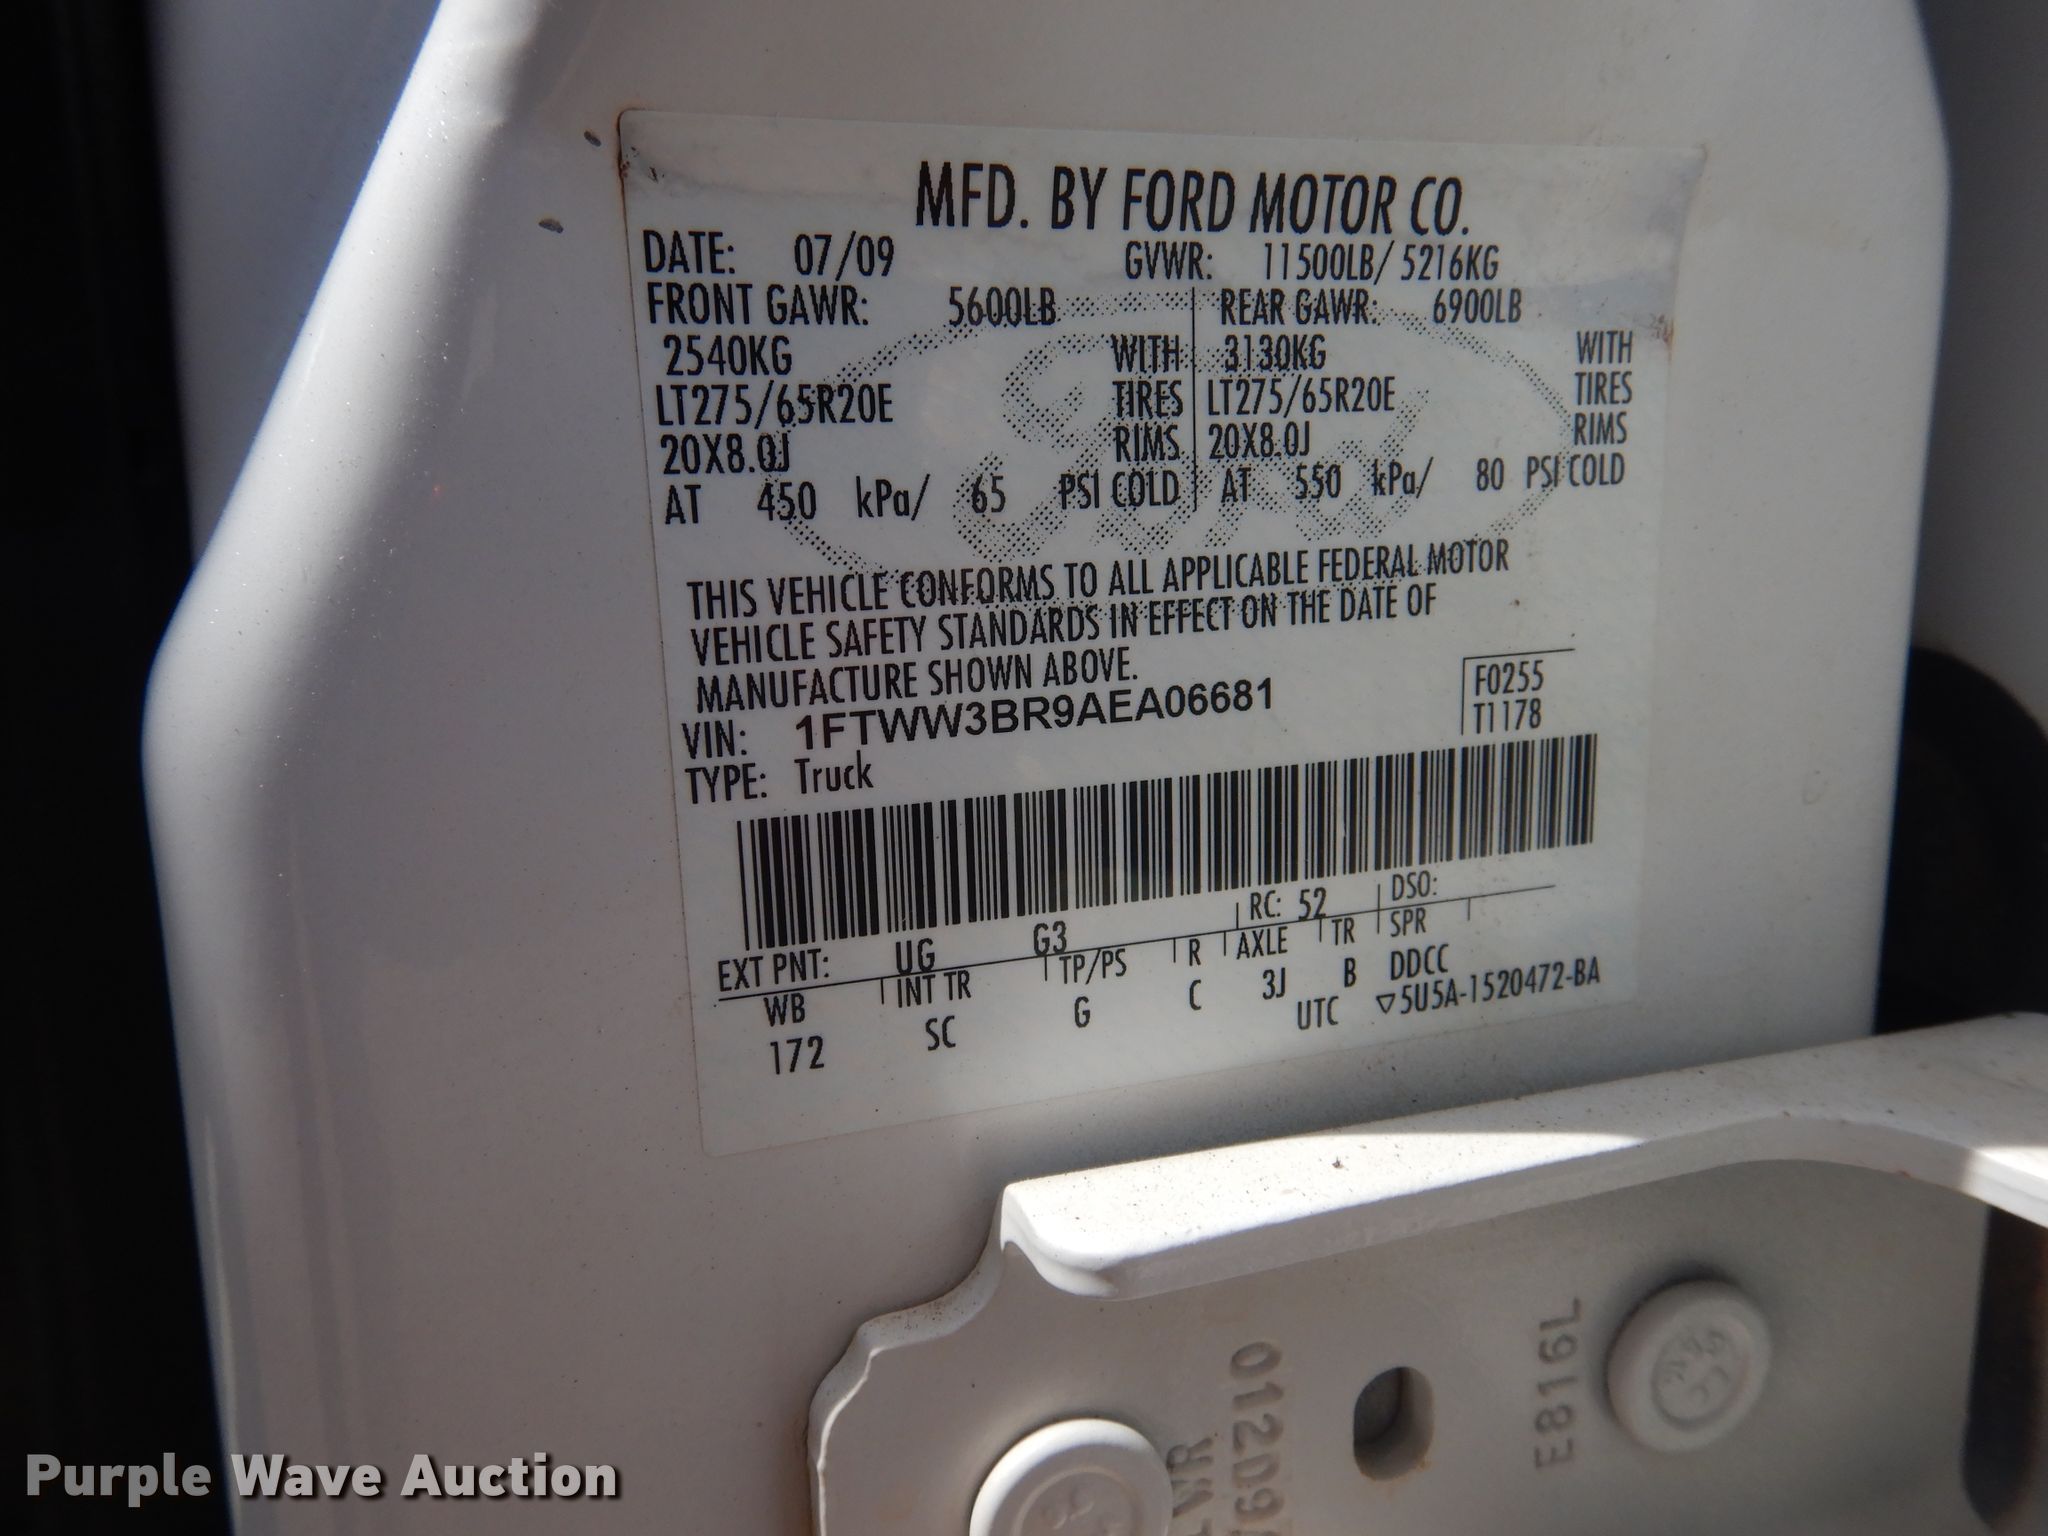 MFD. BY FORD MOTOR CO.
DATE: 07/09 GVWR: 11500LB/ 5216KG
FRONT GAWR: 5600LB REAR GAWR: 6900LB
2540KG WITH 3130KG WITH
LT275/65R20E TIRES LT275/65R20E TIRES
20X8.0J RIMS 20X8.0J RIMS
AT 450 kPa/ 65 PSI COLD AT 550 kPa/ 80 PSI COLD
Ford
THIS VEHICLE CONFORMS TO ALL APPLICABLE FEDERAL MOTOR
VEHICLE SAFETY STANDARDS IN EFFECT ON THE DATE OF
MANUFACTURE SHOWN ABOVE.
VIN: 1FTWW3BR9AEA06681 F0255
TYPE: Truck T1178
EXT PNT: UG G3 RC: 52 DSO:
WB INT TR TP/PS R AXLE TR SPR
172 SC G C 3J B DDCC
UTC ▽5U5A-1520472-BA
E816L
Purple Wave Auction